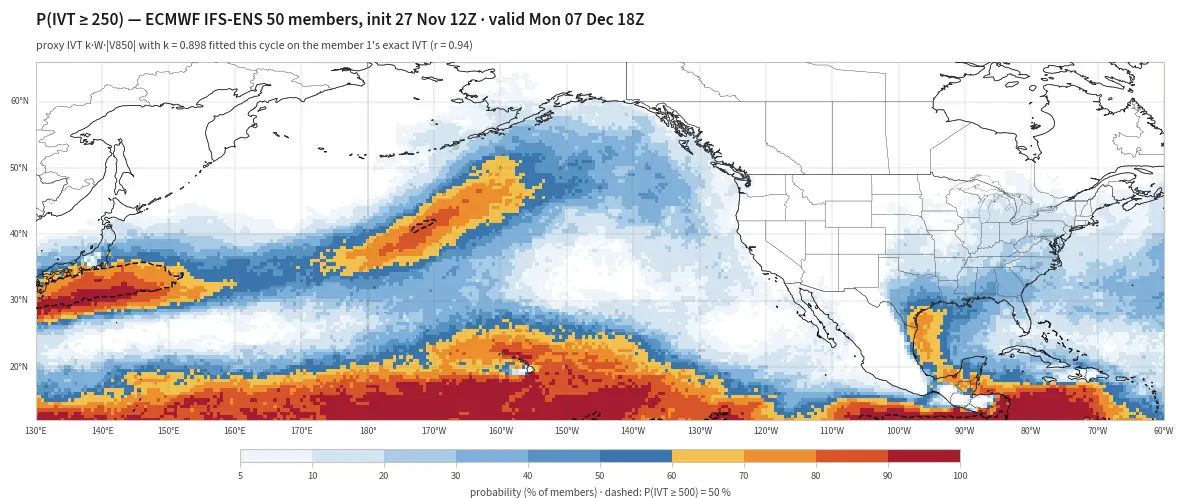 P(IVT ≥ 250) — ECMWF IFS-ENS 50 members, init 27 Nov 12Z · valid Mon 07 Dec 18Z
proxy IVT k·W·|V850| with k = 0.898 fitted this cycle on the member 1's exact IVT (r = 0.94)
60°N
50°N
40°N
30°N
20°N
130°E 140°E 150°E 160°E 170°E 180° 170°W 160°W 150°W 140°W 130°W 120°W 110°W 100°W 90°W 80°W 70°W 60°W
5 10 20 30 40 50 60 70 80 90 100
probability (% of members) · dashed: P(IVT ≥ 500) = 50 %